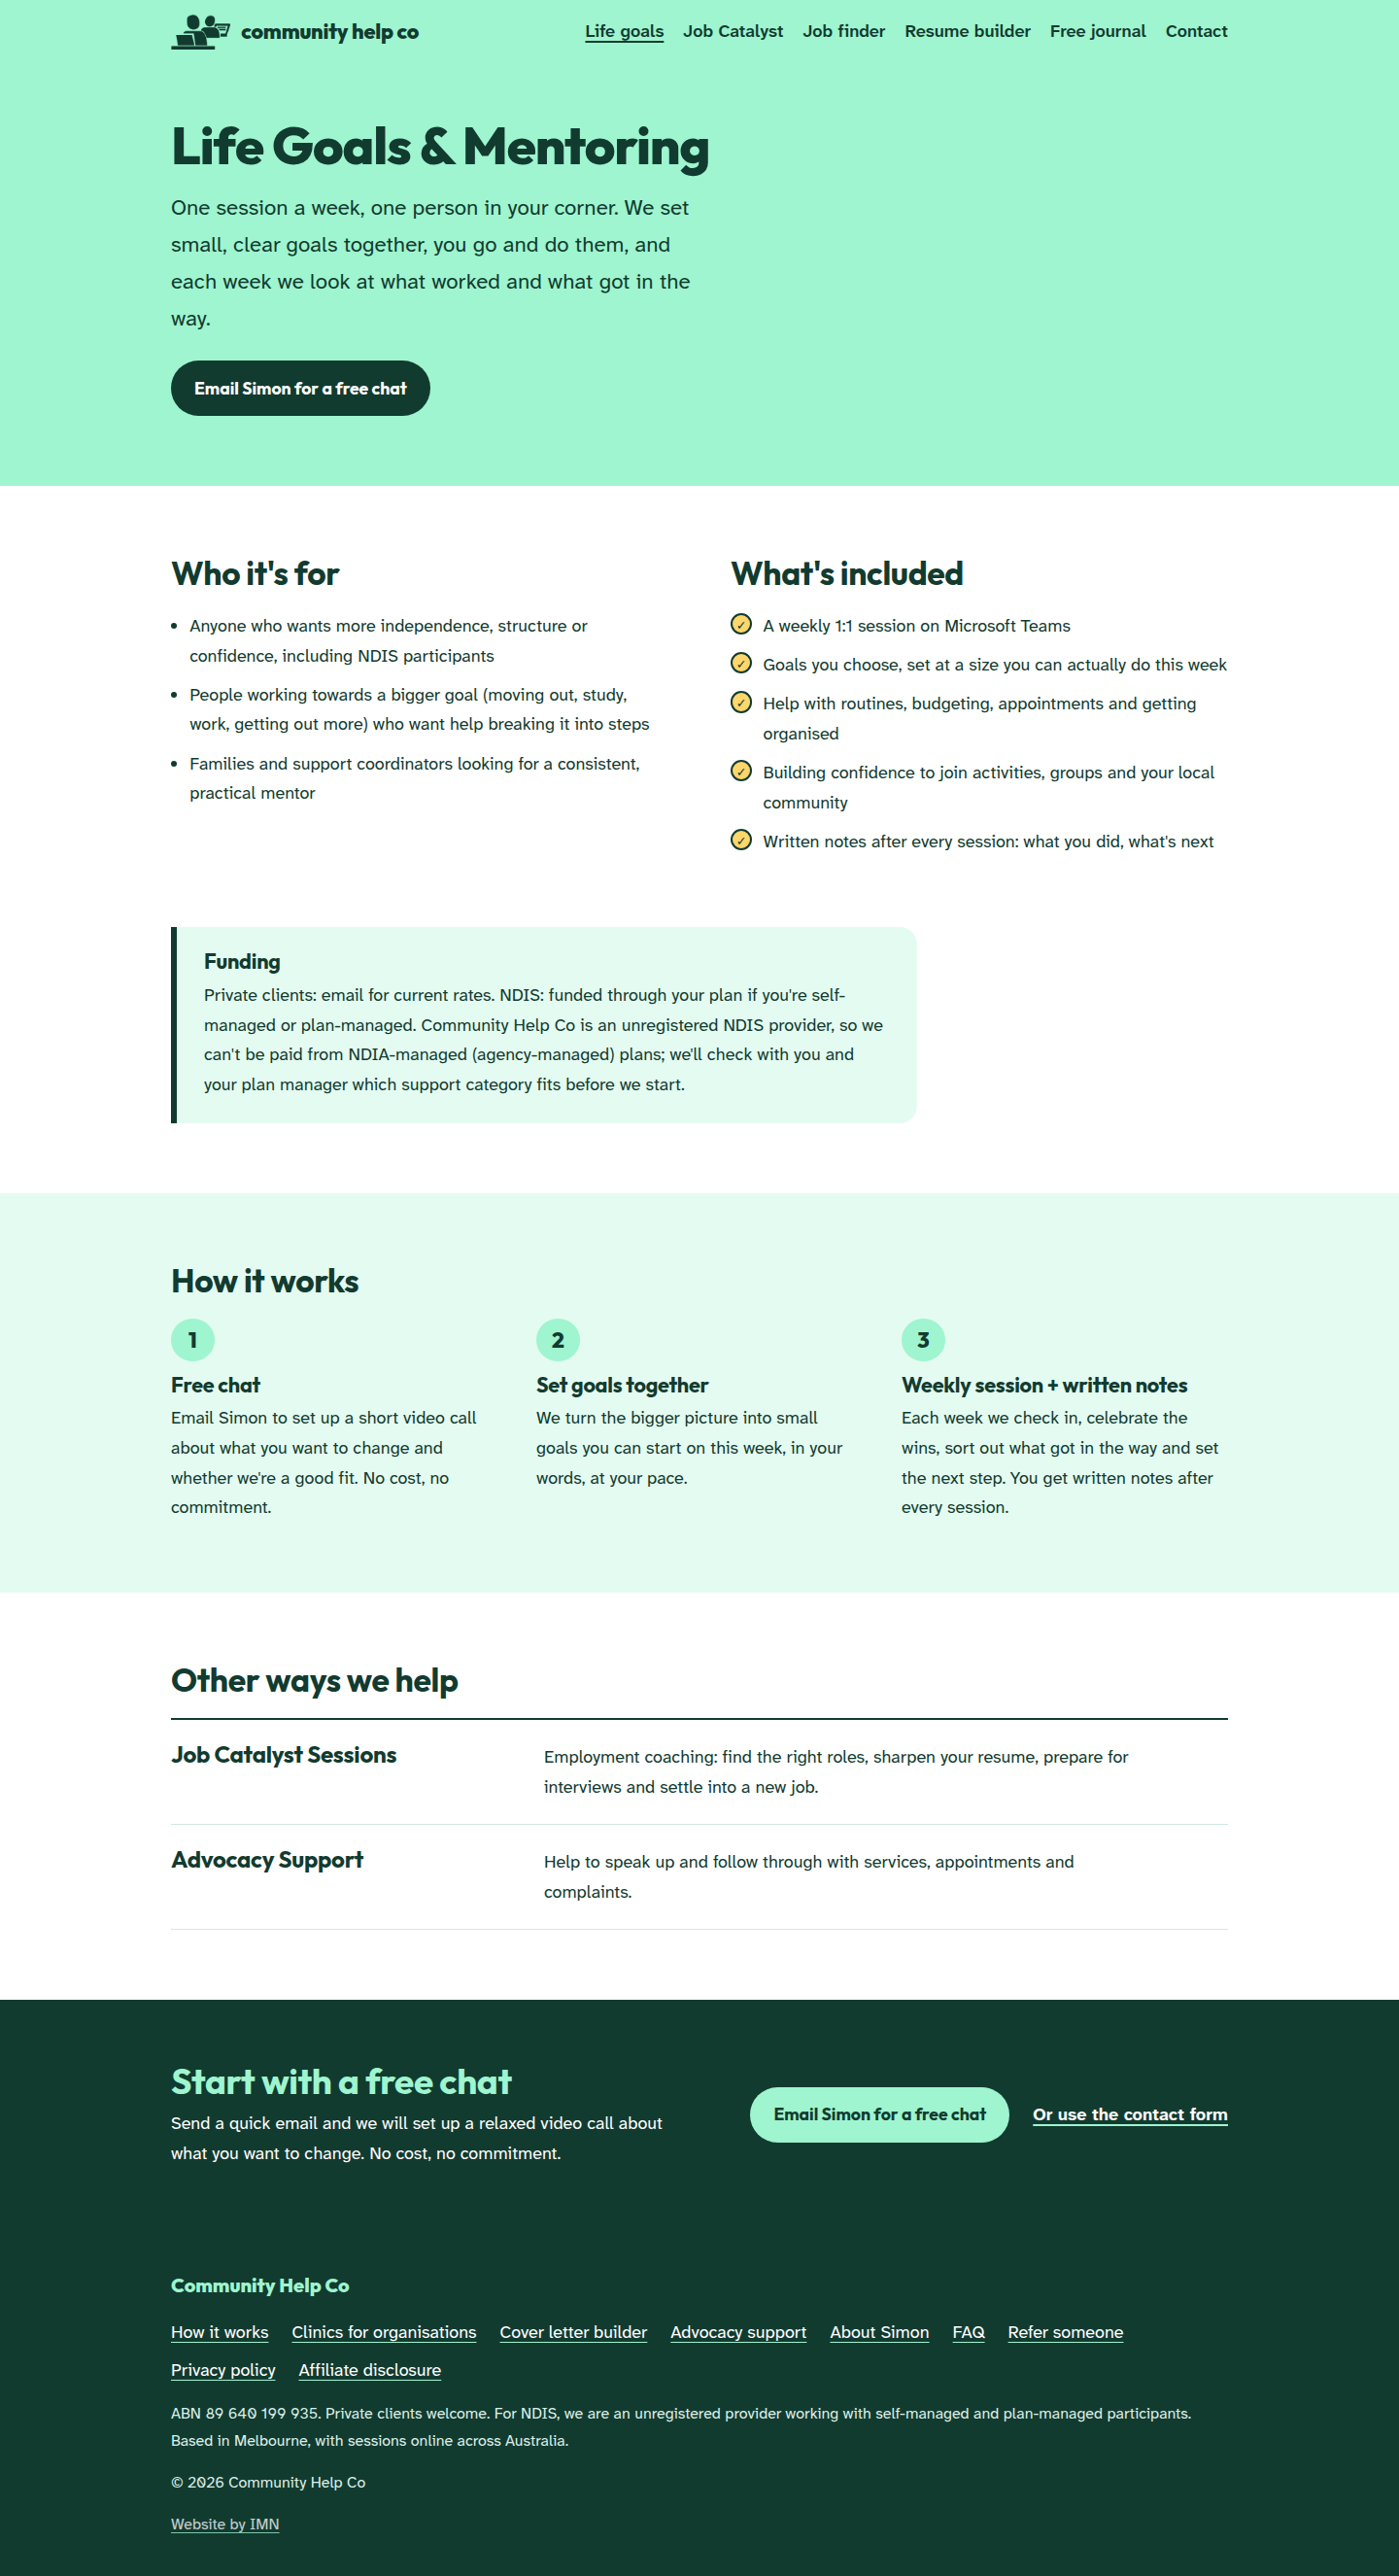 community help co
Life goals
Job Catalyst
Job finder
Resume builder
Free journal
Contact
Life Goals & Mentoring
One session a week, one person in your corner. We set
small, clear goals together, you go and do them, and
each week we look at what worked and what got in the
way.
Email Simon for a free chat
Who it's for
Anyone who wants more independence, structure or
confidence, including NDIS participants
People working towards a bigger goal (moving out, study,
work, getting out more) who want help breaking it into steps
Families and support coordinators looking for a consistent,
practical mentor
What's included
✓ A weekly 1:1 session on Microsoft Teams
✓ Goals you choose, set at a size you can actually do this week
✓ Help with routines, budgeting, appointments and getting
organised
✓ Building confidence to join activities, groups and your local
community
✓ Written notes after every session: what you did, what's next
Funding
Private clients: email for current rates. NDIS: funded through your plan if you're self-
managed or plan-managed. Community Help Co is an unregistered NDIS provider, so we
can't be paid from NDIA-managed (agency-managed) plans; we'll check with you and
your plan manager which support category fits before we start.
How it works
1
Free chat
Email Simon to set up a short video call
about what you want to change and
whether we're a good fit. No cost, no
commitment.
2
Set goals together
We turn the bigger picture into small
goals you can start on this week, in your
words, at your pace.
3
Weekly session + written notes
Each week we check in, celebrate the
wins, sort out what got in the way and set
the next step. You get written notes after
every session.
Other ways we help
Job Catalyst Sessions
Employment coaching: find the right roles, sharpen your resume, prepare for
interviews and settle into a new job.
Advocacy Support
Help to speak up and follow through with services, appointments and
complaints.
Start with a free chat
Send a quick email and we will set up a relaxed video call about
what you want to change. No cost, no commitment.
Email Simon for a free chat
Or use the contact form
Community Help Co
How it works
Clinics for organisations
Cover letter builder
Advocacy support
About Simon
FAQ
Refer someone
Privacy policy
Affiliate disclosure
ABN 89 640 199 935. Private clients welcome. For NDIS, we are an unregistered provider working with self-managed and plan-managed participants.
Based in Melbourne, with sessions online across Australia.
© 2026 Community Help Co
Website by IMN